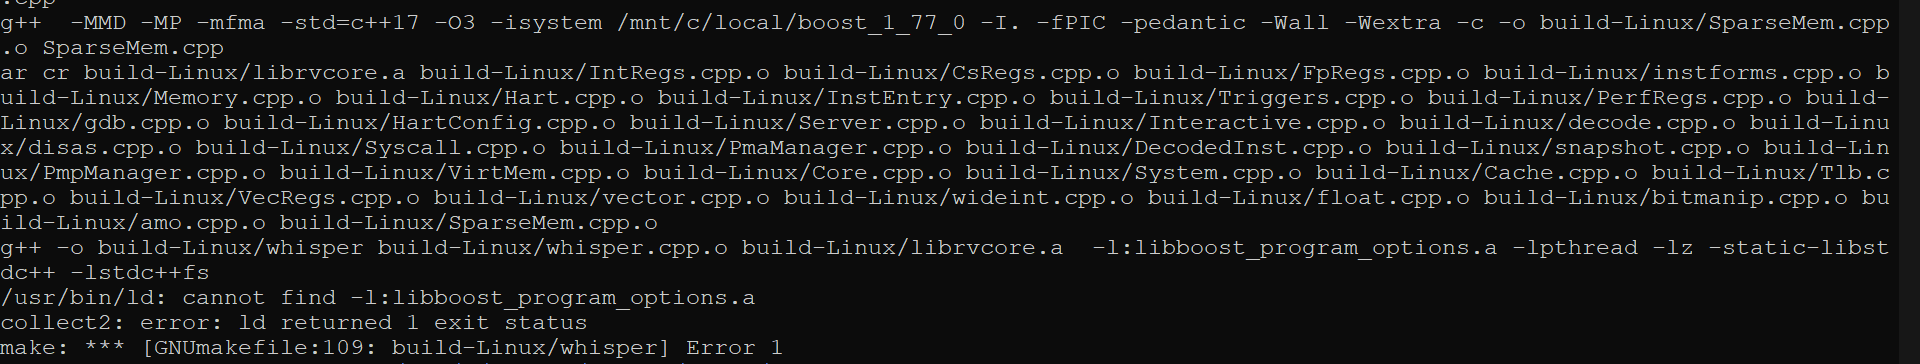 .cpp
g++  -MMD -MP -mfma -std=c++17 -O3 -isystem /mnt/c/local/boost_1_77_0 -I. -fPIC -pedantic -Wall -Wextra -c -o build-Linux/SparseMem.cpp
.o SparseMem.cpp
ar cr build-Linux/librvcore.a build-Linux/IntRegs.cpp.o build-Linux/CsRegs.cpp.o build-Linux/FpRegs.cpp.o build-Linux/instforms.cpp.o b
uild-Linux/Memory.cpp.o build-Linux/Hart.cpp.o build-Linux/InstEntry.cpp.o build-Linux/Triggers.cpp.o build-Linux/PerfRegs.cpp.o build-
Linux/gdb.cpp.o build-Linux/HartConfig.cpp.o build-Linux/Server.cpp.o build-Linux/Interactive.cpp.o build-Linux/decode.cpp.o build-Linu
x/disas.cpp.o build-Linux/Syscall.cpp.o build-Linux/PmaManager.cpp.o build-Linux/DecodedInst.cpp.o build-Linux/snapshot.cpp.o build-Lin
ux/PmpManager.cpp.o build-Linux/VirtMem.cpp.o build-Linux/Core.cpp.o build-Linux/System.cpp.o build-Linux/Cache.cpp.o build-Linux/Tlb.c
pp.o build-Linux/VecRegs.cpp.o build-Linux/vector.cpp.o build-Linux/wideint.cpp.o build-Linux/float.cpp.o build-Linux/bitmanip.cpp.o bu
ild-Linux/amo.cpp.o build-Linux/SparseMem.cpp.o
g++ -o build-Linux/whisper build-Linux/whisper.cpp.o build-Linux/librvcore.a  -l:libboost_program_options.a -lpthread -lz -static-libst
dc++ -lstdc++fs
/usr/bin/ld: cannot find -l:libboost_program_options.a
collect2: error: ld returned 1 exit status
make: *** [GNUmakefile:109: build-Linux/whisper] Error 1